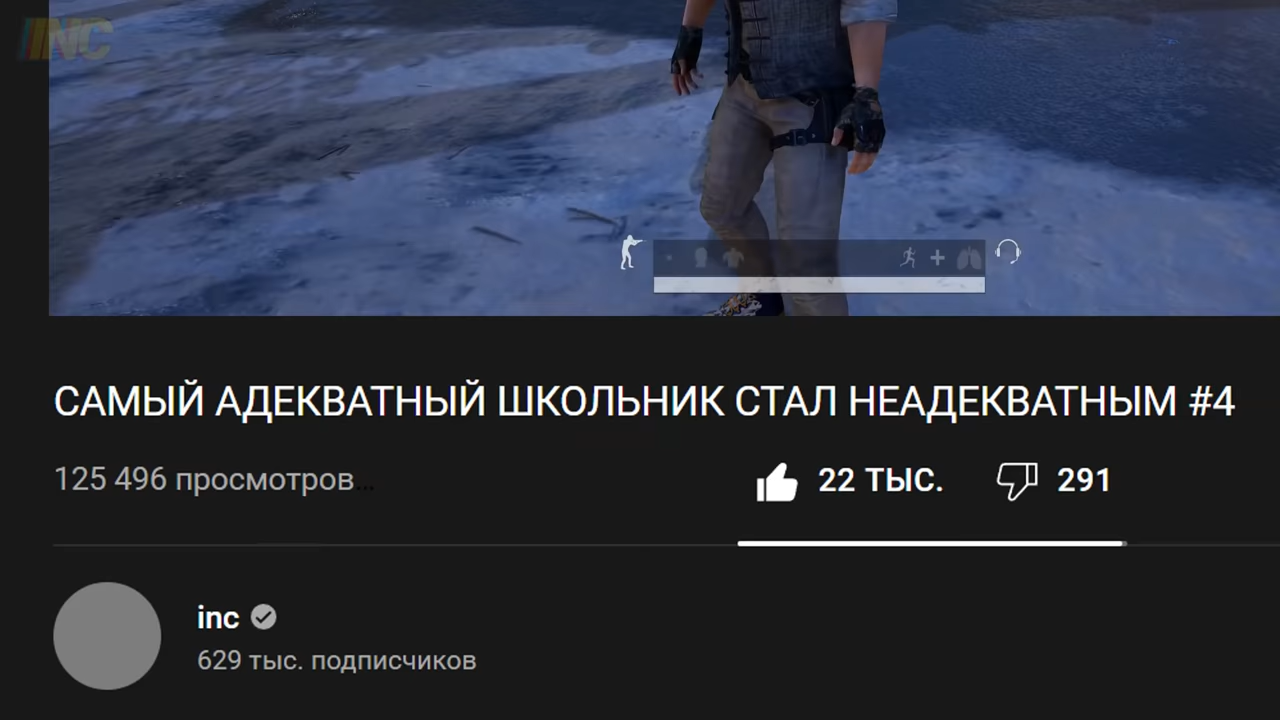 INC
САМЫЙ АДЕКВАТНЫЙ ШКОЛЬНИК СТАЛ НЕАДЕКВАТНЫМ #4
125 496 просмотров...
22 ТЫС. 291
inc
629 тыс. подписчиков